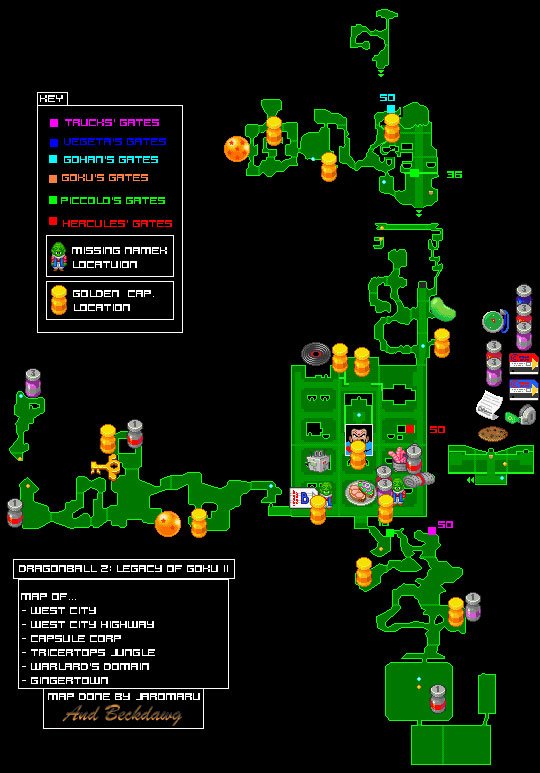 50
KEY
TRUCKS' GATES
VEGETA'S GATES
GOHAN'S GATES
GOKU'S GATES
PICCOLO'S GATES
HERCULES' GATES
36
MISSING NAMEK
LOCATUION
GOLDEN CAP.
LOCATION
50
50
DRAGONBALL Z: LEGACY OF GOKU II
MAP OF...
- WEST CITY
- WEST CITY HIGHWAY
- CAPSULE CORP
- TRICERTOPS JUNGLE
- WARLARD'S DOMAIN
- GINGERTOWN
MAP DONE BY JAROMARU
And Beckdawg